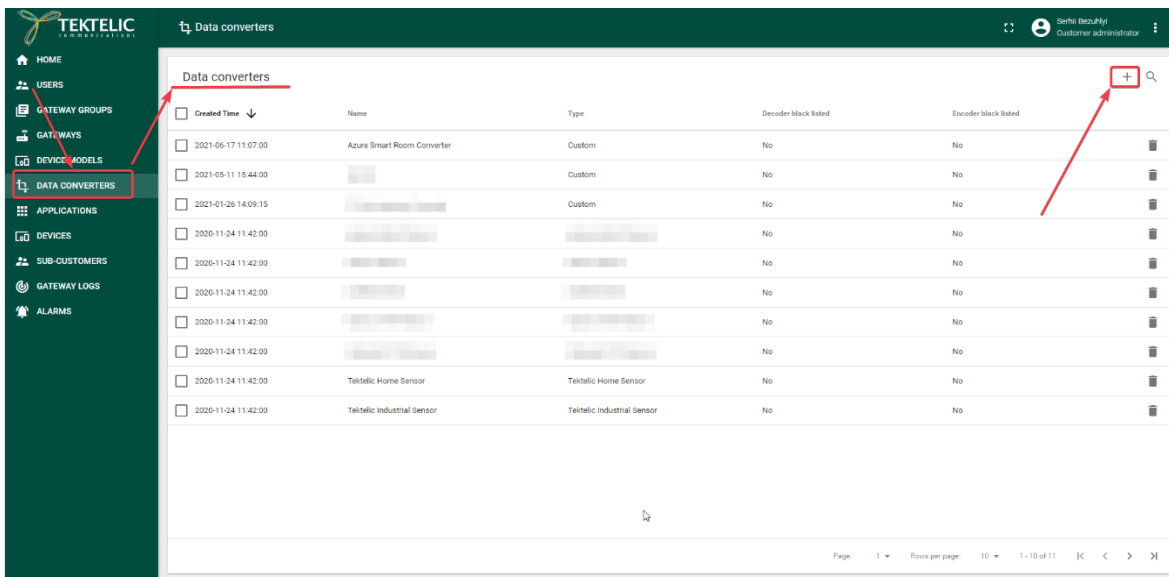 TEKTELIC
communications
Data converters
Serhii Bezuhlyi
Customer administrator
HOME
USERS
GATEWAY GROUPS
GATEWAYS
DEVICE MODELS
DATA CONVERTERS
APPLICATIONS
DEVICES
SUB-CUSTOMERS
GATEWAY LOGS
ALARMS
Data converters
Created Time Name Type Decoder black listed Encoder black listed
2021-06-17 11:07:00 Azure Smart Room Converter Custom No No
2021-05-11 15:44:00 Custom No No
2021-01-26 14:09:15 Custom No No
2020-11-24 11:42:00 No No
2020-11-24 11:42:00 No No
2020-11-24 11:42:00 No No
2020-11-24 11:42:00 No No
2020-11-24 11:42:00 No No
2020-11-24 11:42:00 Tektelic Home Sensor Tektelic Home Sensor No No
2020-11-24 11:42:00 Tektelic Industrial Sensor Tektelic Industrial Sensor No No
Page: 1 Rows per page: 10 1-10 of 11